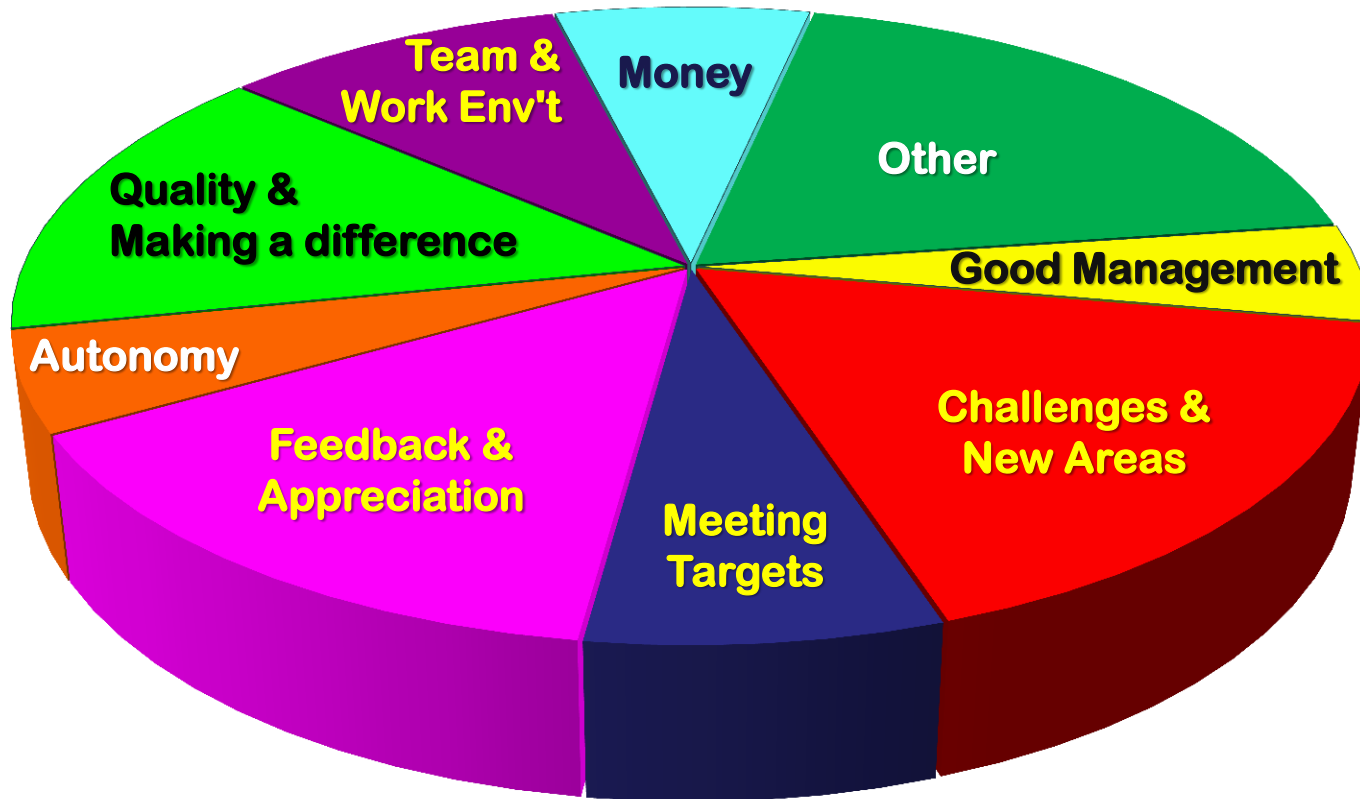 Team &
Work Env't
Money
Other
Quality &
Making a difference
Good Management
Autonomy
Challenges &
New Areas
Feedback &
Appreciation
Meeting
Targets